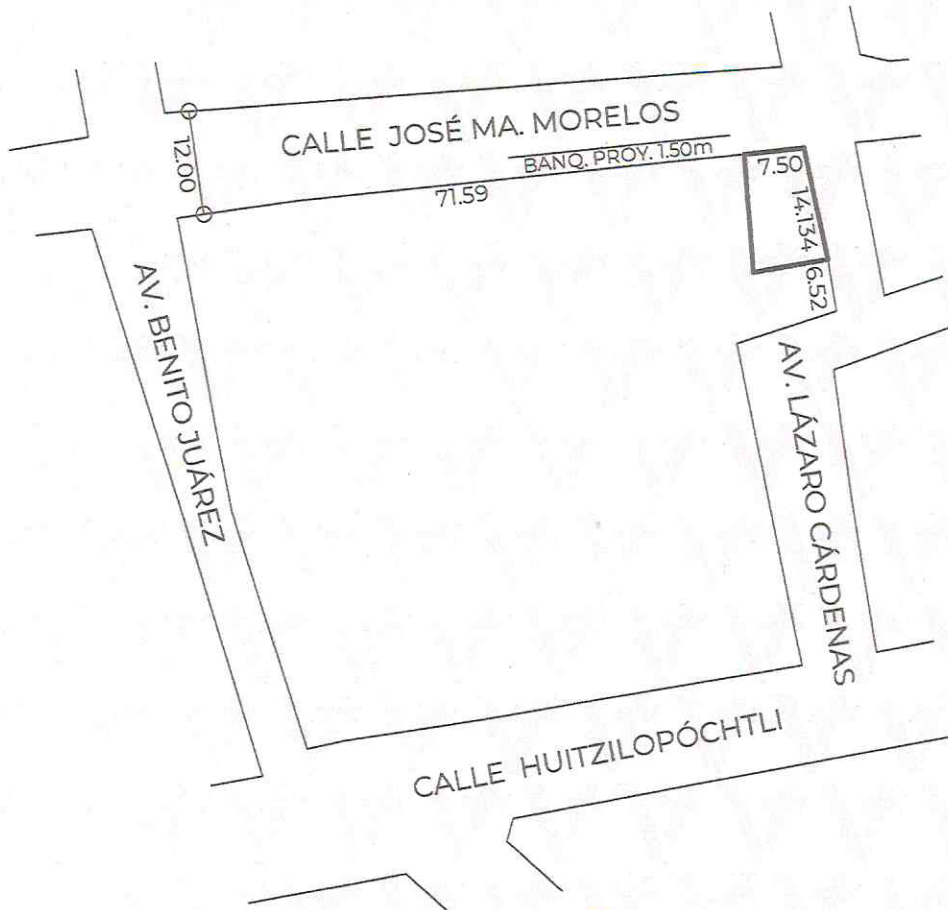 CALLE JOSÉ MA. MORELOS
12.00
BANQ. PROY. 1.50m
7.50
71.59
14.134
6.52
AV. BENITO JUÁREZ
AV. LÁZARO CÁRDENAS
CALLE HUITZILOPÓCHTLI